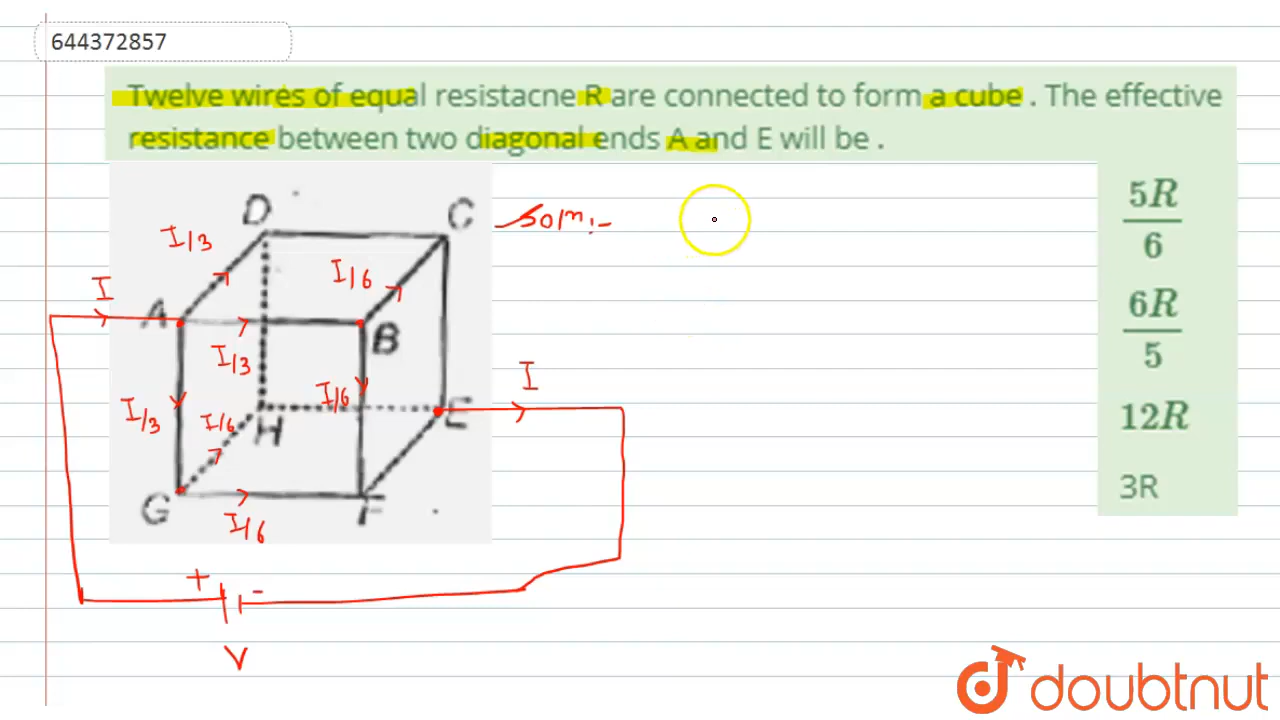 644372857
Twelve wires of equal resistacne R are connected to form a cube . The effective
resistance between two diagonal ends A and E will be .
D
C
Soln:-
5R/6
I/3
I/6
I
A
B
6R/5
I/3
I
I/3
I/6
I/6
H
E
12R
G
F
3R
I/6
+
-
V
doubtnut